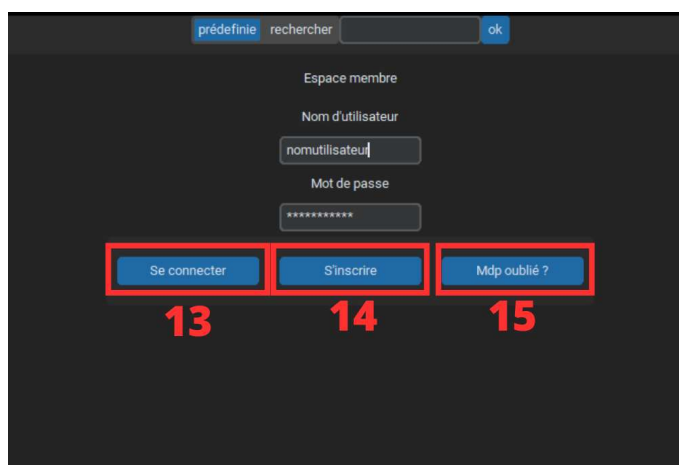 prédefinie rechercher ok
Espace membre
Nom d'utilisateur
nomutilisateur
Mot de passe
***********
Se connecter S'inscrire Mdp oublié ?
13 14 15